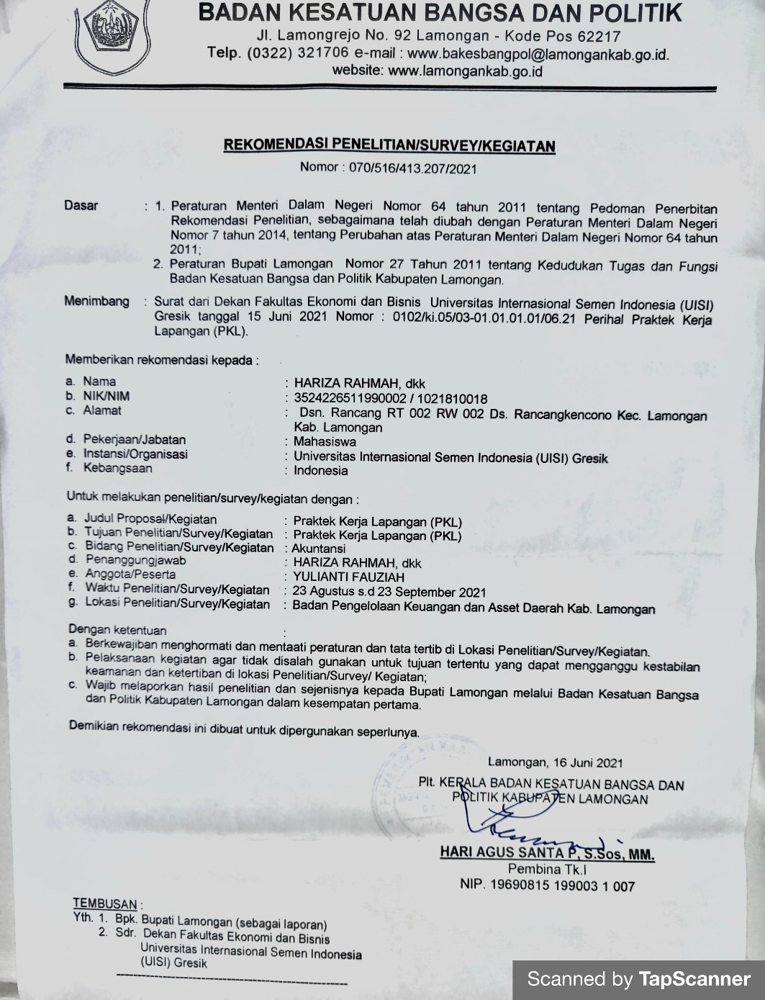 BADAN KESATUAN BANGSA DAN POLITIK
Jl. Lamongrejo No. 92 Lamongan - Kode Pos 62217
Telp. (0322) 321706 e-mail : www.bakesbangpol@lamongankab.go.id.
website: www.lamongankab.go.id
REKOMENDASI PENELITIAN/SURVEY/KEGIATAN
Nomor : 070/516/413.207/2021
Dasar : 1. Peraturan Menteri Dalam Negeri Nomor 64 tahun 2011 tentang Pedoman Penerbitan
Rekomendasi Penelitian, sebagaimana telah diubah dengan Peraturan Menteri Dalam Negeri
Nomor 7 tahun 2014, tentang Perubahan atas Peraturan Menteri Dalam Negeri Nomor 64 tahun
2011;
2. Peraturan Bupati Lamongan Nomor 27 Tahun 2011 tentang Kedudukan Tugas dan Fungsi
Badan Kesatuan Bangsa dan Politik Kabupaten Lamongan.
Menimbang : Surat dari Dekan Fakultas Ekonomi dan Bisnis Universitas Internasional Semen Indonesia (UISI)
Gresik tanggal 15 Juni 2021 Nomor : 0102/ki.05/03-01.01.01.01/06.21 Perihal Praktek Kerja
Lapangan (PKL).
Memberikan rekomendasi kepada :
a. Nama : HARIZA RAHMAH, dkk
b. NIK/NIM : 3524226511990002 / 1021810018
c. Alamat : Dsn. Rancang RT 002 RW 002 Ds. Rancangkencono Kec. Lamongan
Kab. Lamongan
d. Pekerjaan/Jabatan : Mahasiswa
e. Instansi/Organisasi : Universitas Internasional Semen Indonesia (UISI) Gresik
f. Kebangsaan : Indonesia
Untuk melakukan penelitian/survey/kegiatan dengan :
a. Judul Proposal/Kegiatan : Praktek Kerja Lapangan (PKL)
b. Tujuan Penelitian/Survey/Kegiatan : Praktek Kerja Lapangan (PKL)
c. Bidang Penelitian/Survey/Kegiatan : Akuntansi
d. Penanggungjawab : HARIZA RAHMAH, dkk
e. Anggota/Peserta : YULIANTI FAUZIAH
f. Waktu Penelitian/Survey/Kegiatan : 23 Agustus s.d 23 September 2021
g. Lokasi Penelitian/Survey/Kegiatan : Badan Pengelolaan Keuangan dan Asset Daerah Kab. Lamongan
Dengan ketentuan :
a. Berkewajiban menghormati dan mentaati peraturan dan tata tertib di Lokasi Penelitian/Survey/Kegiatan.
b. Pelaksanaan kegiatan agar tidak disalah gunakan untuk tujuan tertentu yang dapat mengganggu kestabilan
keamanan dan ketertiban di lokasi Penelitian/Survey/ Kegiatan;
c. Wajib melaporkan hasil penelitian dan sejenisnya kepada Bupati Lamongan melalui Badan Kesatuan Bangsa
dan Politik Kabupaten Lamongan dalam kesempatan pertama.
Demikian rekomendasi ini dibuat untuk dipergunakan seperlunya.
Lamongan, 16 Juni 2021
Plt. KERALA BADAN KESATUAN BANGSA DAN
POLITIK KABUPATEN LAMONGAN
HARI AGUS SANTA P, S.Sos, MM.
Pembina Tk.I
NIP. 19690815 199003 1 007
TEMBUSAN :
Yth. 1. Bpk. Bupati Lamongan (sebagai laporan)
2. Sdr. Dekan Fakultas Ekonomi dan Bisnis
Universitas Internasional Semen Indonesia
(UISI) Gresik
Scanned by TapScanner